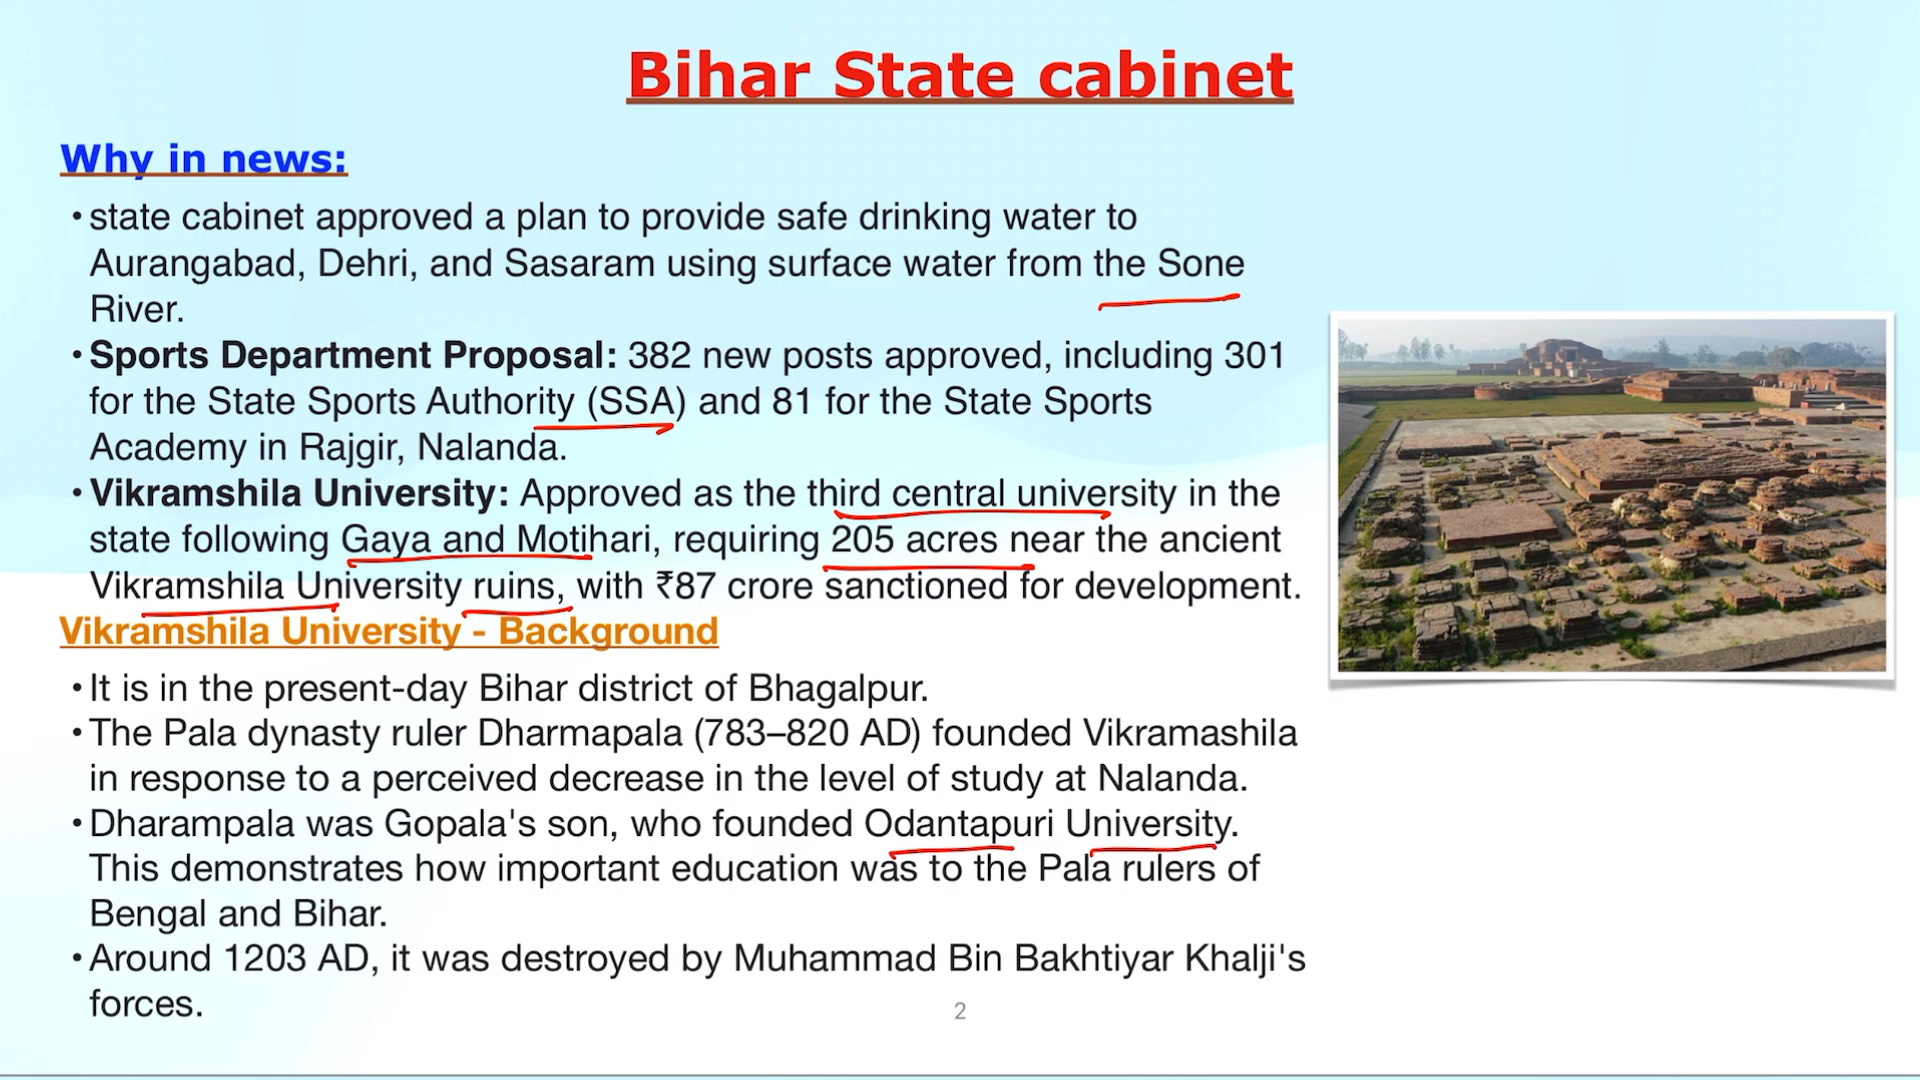 Bihar State cabinet
Why in news:
• state cabinet approved a plan to provide safe drinking water to
Aurangabad, Dehri, and Sasaram using surface water from the Sone
River.
• Sports Department Proposal: 382 new posts approved, including 301
for the State Sports Authority (SSA) and 81 for the State Sports
Academy in Rajgir, Nalanda.
• Vikramshila University: Approved as the third central university in the
state following Gaya and Motihari, requiring 205 acres near the ancient
Vikramshila University ruins, with ₹87 crore sanctioned for development.
Vikramshila University - Background
• It is in the present-day Bihar district of Bhagalpur.
• The Pala dynasty ruler Dharmapala (783–820 AD) founded Vikramashila
in response to a perceived decrease in the level of study at Nalanda.
• Dharampala was Gopala's son, who founded Odantapuri University.
This demonstrates how important education was to the Pala rulers of
Bengal and Bihar.
• Around 1203 AD, it was destroyed by Muhammad Bin Bakhtiyar Khalji's
forces.
2